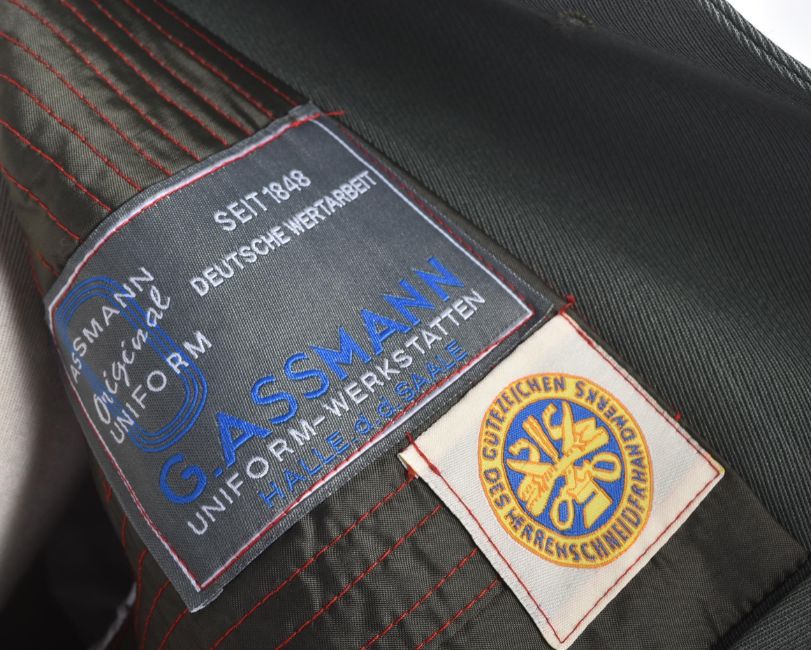 SEIT 1848
DEUTSCHE WERTARBEIT
ASSMANN
Original
UNIFORM
G. ASSMANN
UNIFORM-WERKSTÄTTEN
HALLE, a. d. SAALE
GÜTEZEICHEN
DES HERRENSCHNEIDERHANDWERKS